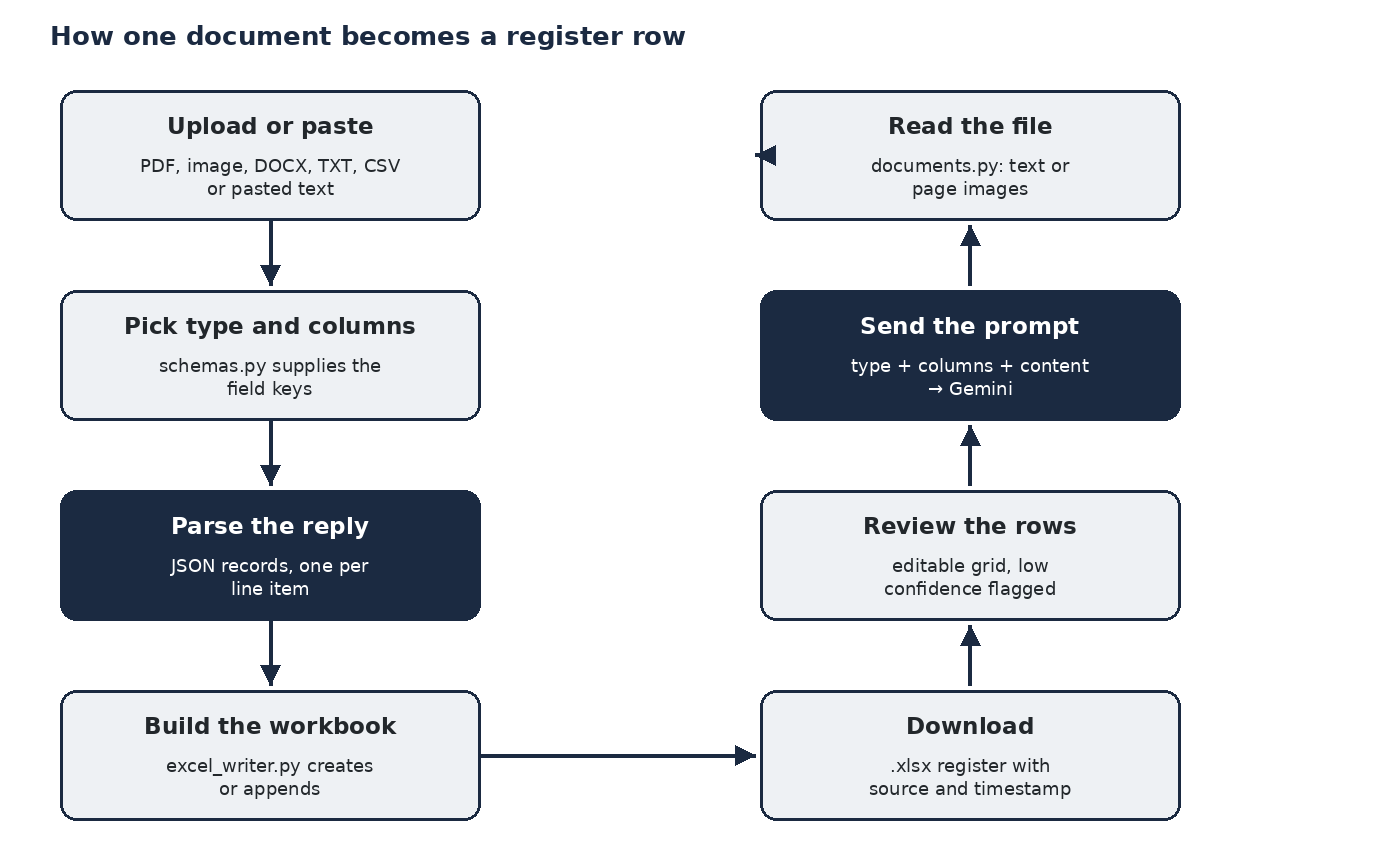 How one document becomes a register row
Upload or paste
PDF, image, DOCX, TXT, CSV
or pasted text
Read the file
documents.py: text or
page images
Pick type and columns
schemas.py supplies the
field keys
Send the prompt
type + columns + content
→ Gemini
Parse the reply
JSON records, one per
line item
Review the rows
editable grid, low
confidence flagged
Build the workbook
excel_writer.py creates
or appends
Download
.xlsx register with
source and timestamp